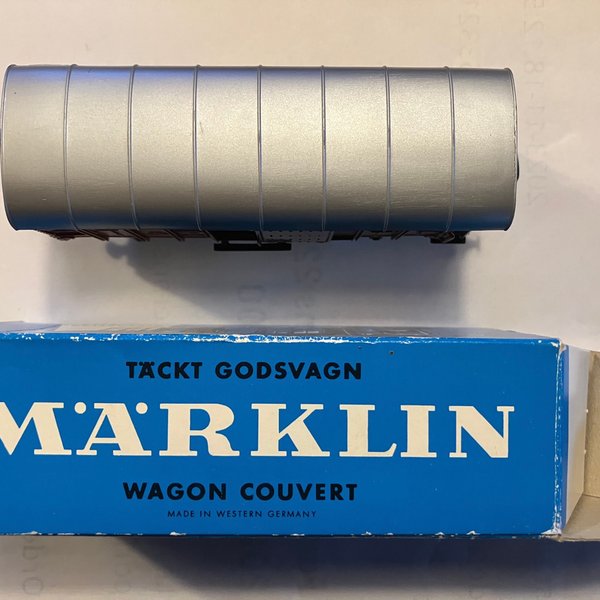 TÄCKT GODSVAGN
MÄRKLIN
WAGON COUVERT
MADE IN WESTERN GERMANY